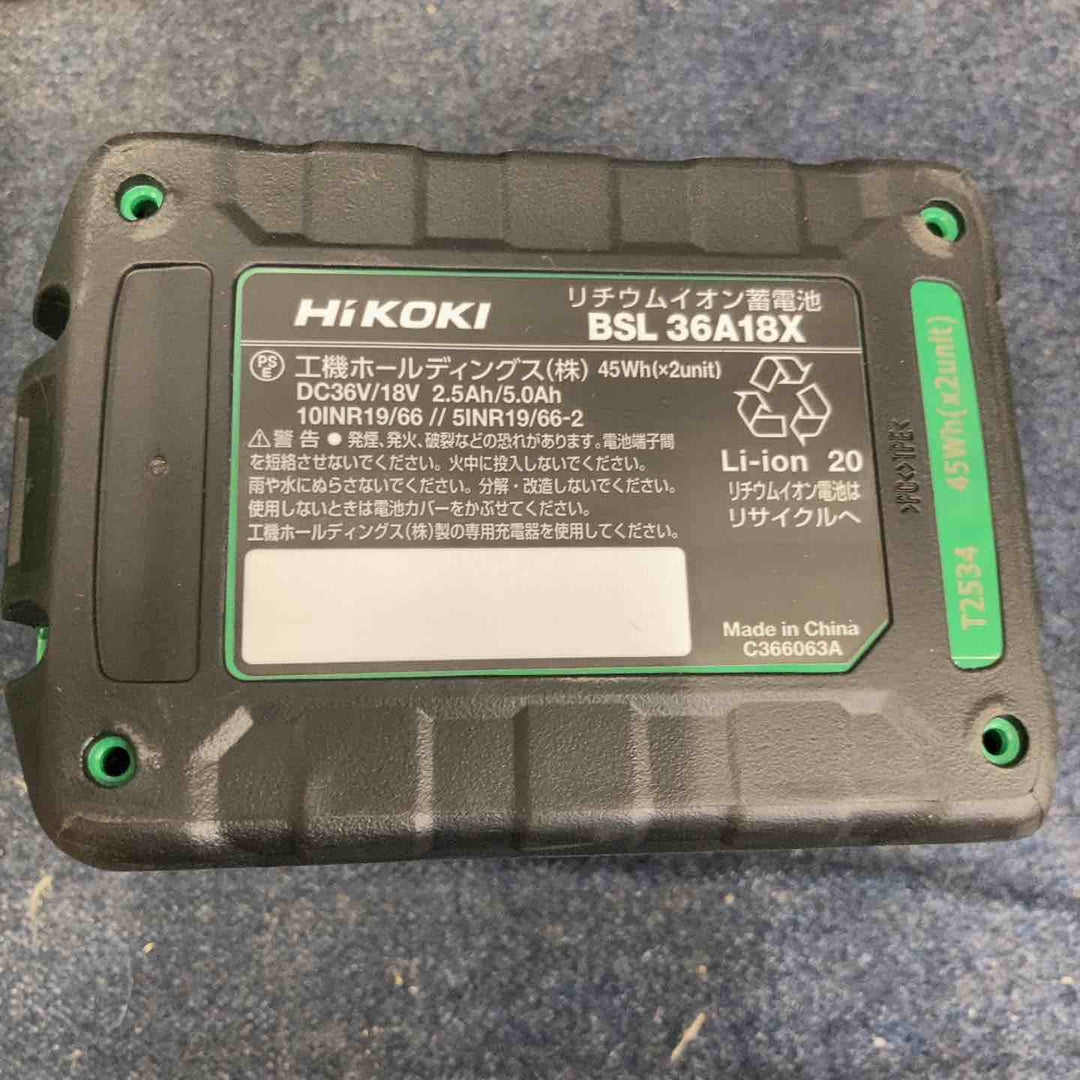 HiKOKI
リチウムイオン蓄電池
BSL 36A18X
PS E 工機ホールディングス(株) 45Wh(×2unit)
DC36V/18V 2.5Ah/5.0Ah
10INR19/66 // 5INR19/66-2
⚠警告 ● 発煙、発火、破裂などの恐れがあります。電池端子間
を短絡させないでください。火中に投入しないでください。
雨や水にぬらさないでください。分解・改造しないでください。
使用しないときは電池カバーをかぶせてください。
工機ホールディングス(株)製の専用充電器を使用してください。
Li-ion 20
リチウムイオン電池は
リサイクルへ
Made in China
C366063A
>PC<>TPE<
T2534 45Wh(x2unit)